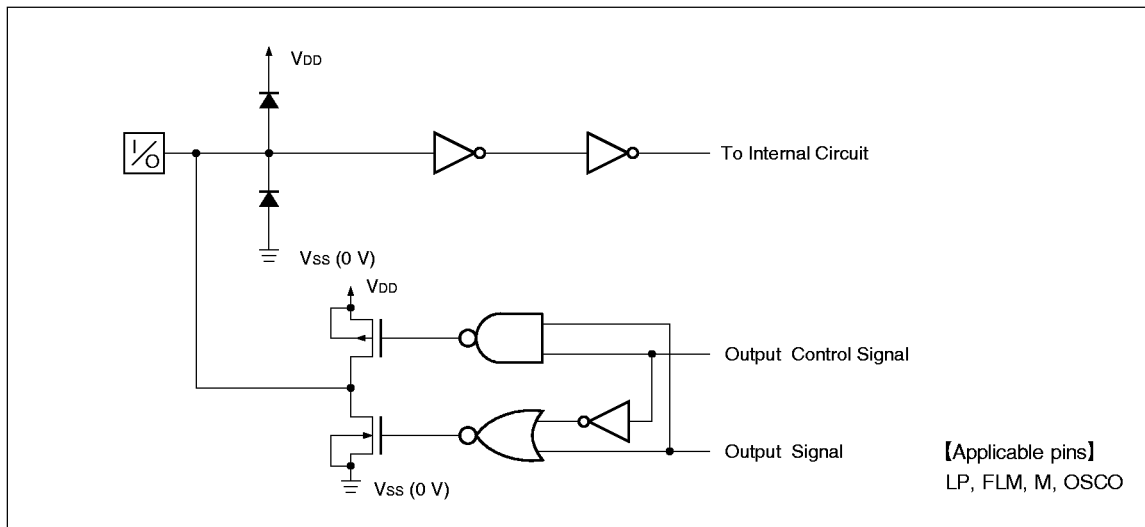 VDD
I/O
To Internal Circuit
VSS (0 V)
VDD
Output Control Signal
Output Signal
VSS (0 V)
【Applicable pins】
LP, FLM, M, OSCO